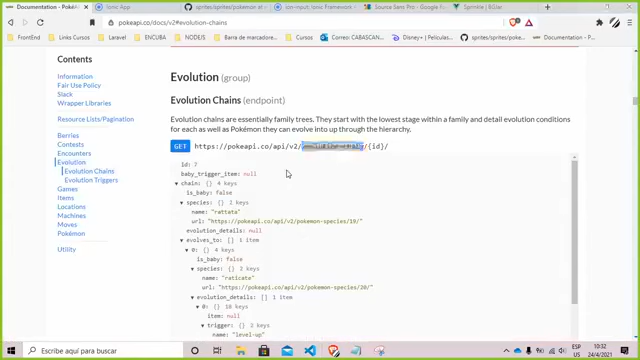 Documentation - Poke
Ionic App
sprites/sprites/pokemon at
ion-input: Ionic Framework
Source Sans Pro - Google Fo
Sprinkle | BGJar
pokeapi.co/docs/v2#evolution-chains
FrontEnd
ENCUBA
NodeJS
Barra de marcadore
Links
Cursos
Laravel
Correo: CABASCAN
Disney+ | Películas
sprites/sprites/poke
Documentation - P
Contents
Information
Fair Use Policy
Slack
Wrapper Libraries
Resource Lists/Pagination
Berries
Contests
Encounters
Evolution
Evolution Chains
Evolution Triggers
Games
Items
Locations
Machines
Moves
Pokémon
Utility
Evolution (group)
Evolution Chains (endpoint)
Evolution chains are essentially family trees. They start with the lowest stage within a family and detail evolution conditions
for each as well as Pokémon they can evolve into up through the hierarchy.
GET https://pokeapi.co/api/v2/ /{id}/
id: 7
baby_trigger_item: null
chain: {} 4 keys
is_baby: false
species: {} 2 keys
name: "rattata"
url: "https://pokeapi.co/api/v2/pokemon-species/19/"
evolution_details: null
evolves_to: [] 1 item
0: {} 4 keys
is_baby: false
species: {} 2 keys
name: "raticate"
url: "https://pokeapi.co/api/v2/pokemon-species/20/"
evolution_details: [] 1 item
0: {} 18 keys
item: null
trigger: {} 2 keys
name: "level-up"
Escribe aquí para buscar
ESP
US
10:32
24/4/2021